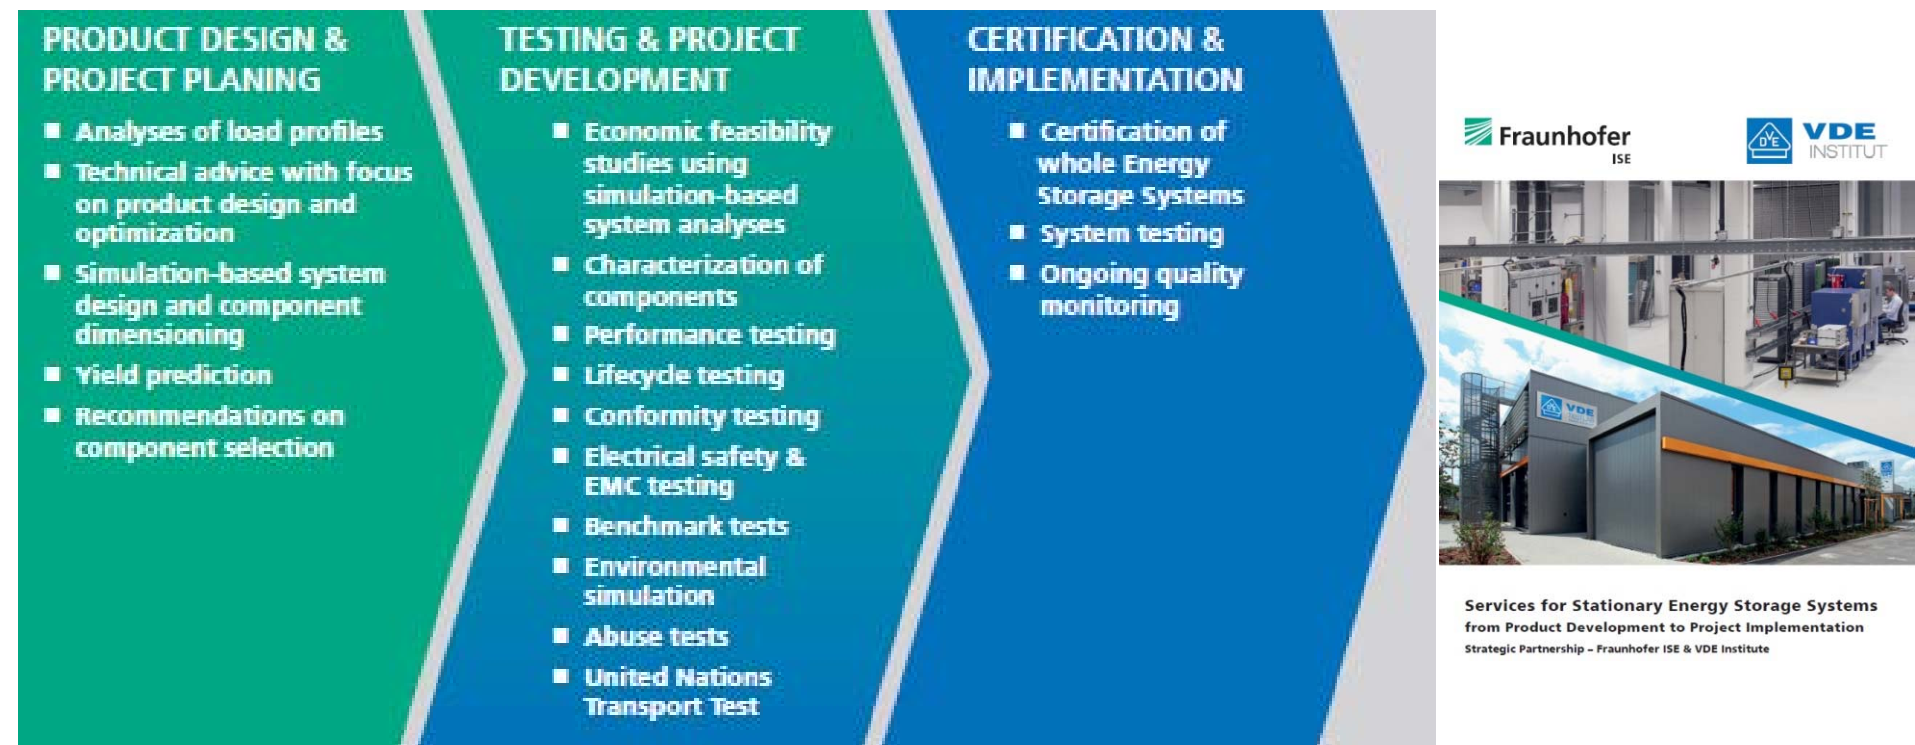 PRODUCT DESIGN &
PROJECT PLANING
■ Analyses of load profiles
■ Technical advice with focus
on product design and
optimization
■ Simulation-based system
design and component
dimensioning
■ Yield prediction
■ Recommendations on
component selection
TESTING & PROJECT
DEVELOPMENT
■ Economic feasibility
studies using
simulation-based
system analyses
■ Characterization of
components
■ Performance testing
■ Lifecycle testing
■ Conformity testing
■ Electrical safety &
EMC testing
■ Benchmark tests
■ Environmental
simulation
■ Abuse tests
■ United Nations
Transport Test
CERTIFICATION &
IMPLEMENTATION
■ Certification of
whole Energy
Storage Systems
■ System testing
■ Ongoing quality
monitoring
Fraunhofer
ISE
DVE
VDE
INSTITUT
VDE
Services for Stationary Energy Storage Systems
from Product Development to Project Implementation
Strategic Partnership – Fraunhofer ISE & VDE Institute